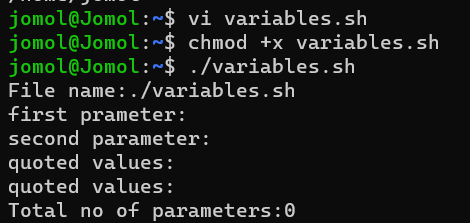 jomol@Jomol:~$ vi variables.sh
jomol@Jomol:~$ chmod +x variables.sh
jomol@Jomol:~$ ./variables.sh
File name:./variables.sh
first prameter:
second parameter:
quoted values:
quoted values:
Total no of parameters:0